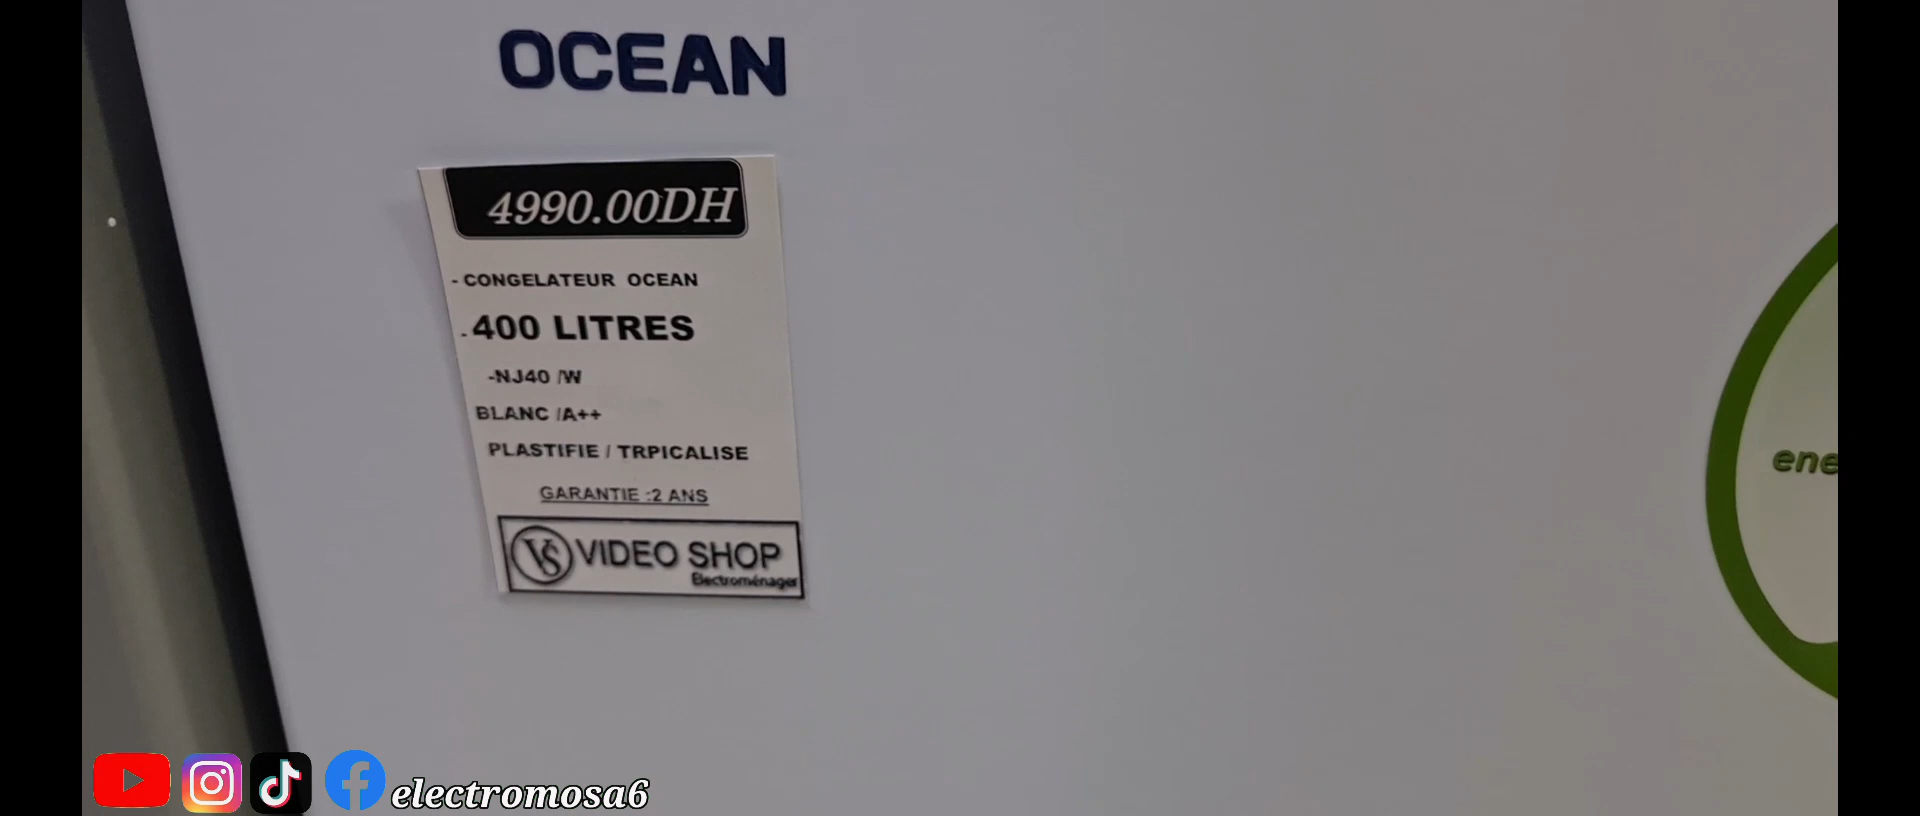 OCEAN
4990.00DH
- CONGELATEUR OCEAN
- 400 LITRES
-NJ40 /W
BLANC /A++
PLASTIFIE / TRPICALISE
GARANTIE :2 ANS
VS VIDEO SHOP
Electroménager
ene
electromosa6